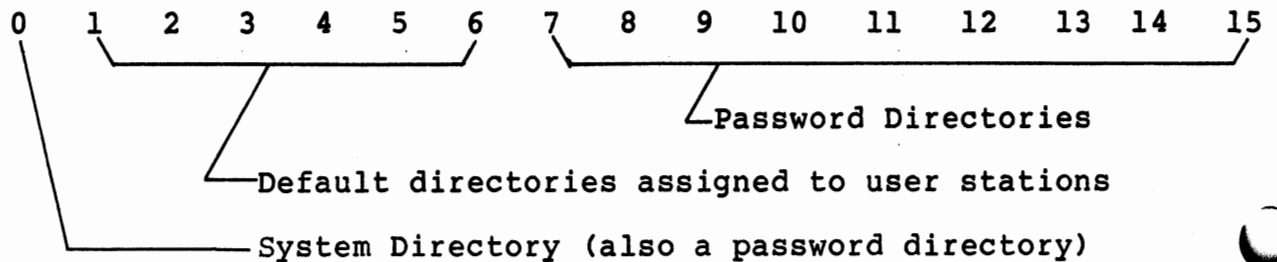 0 1 2 3 4 5 6 7 8 9 10 11 12 13 14 15
Password Directories
Default directories assigned to user stations
System Directory (also a password directory)